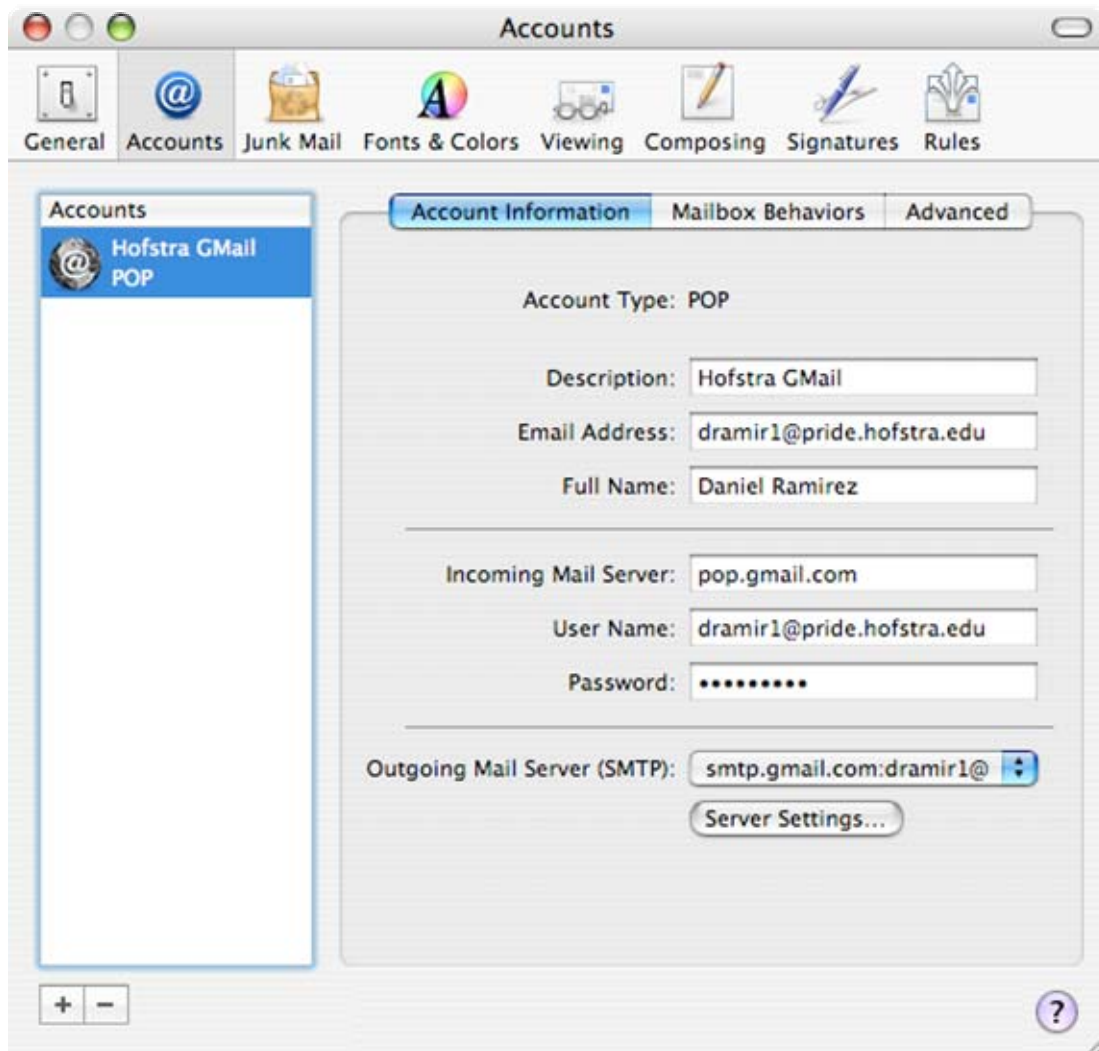 Accounts
General Accounts Junk Mail Fonts & Colors Viewing Composing Signatures Rules
Accounts
Hofstra GMail
POP
Account Information Mailbox Behaviors Advanced
Account Type: POP
Description: Hofstra GMail
Email Address: dramir1@pride.hofstra.edu
Full Name: Daniel Ramirez
Incoming Mail Server: pop.gmail.com
User Name: dramir1@pride.hofstra.edu
Password: •••••••••
Outgoing Mail Server (SMTP): smtp.gmail.com:dramir1@
Server Settings...
+ − ?